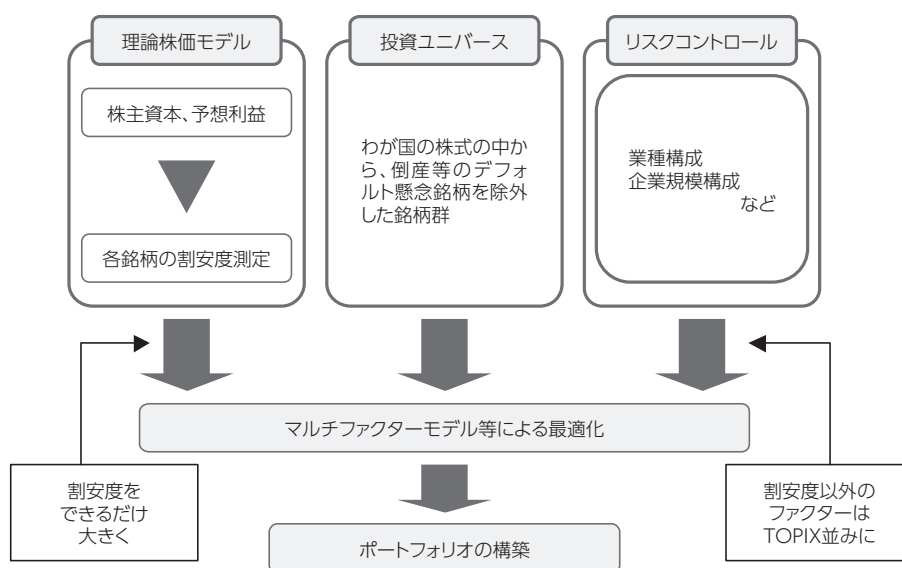 理論株価モデル
株主資本、予想利益
各銘柄の割安度測定
投資ユニバース
わが国の株式の中か
ら、倒産等のデフォ
ルト懸念銘柄を除外
した銘柄群
リスクコントロール
業種構成
企業規模構成
など
マルチファクターモデル等による最適化
割安度を
できるだけ
大きく
割安度以外の
ファクターは
TOPIX並みに
ポートフォリオの構築